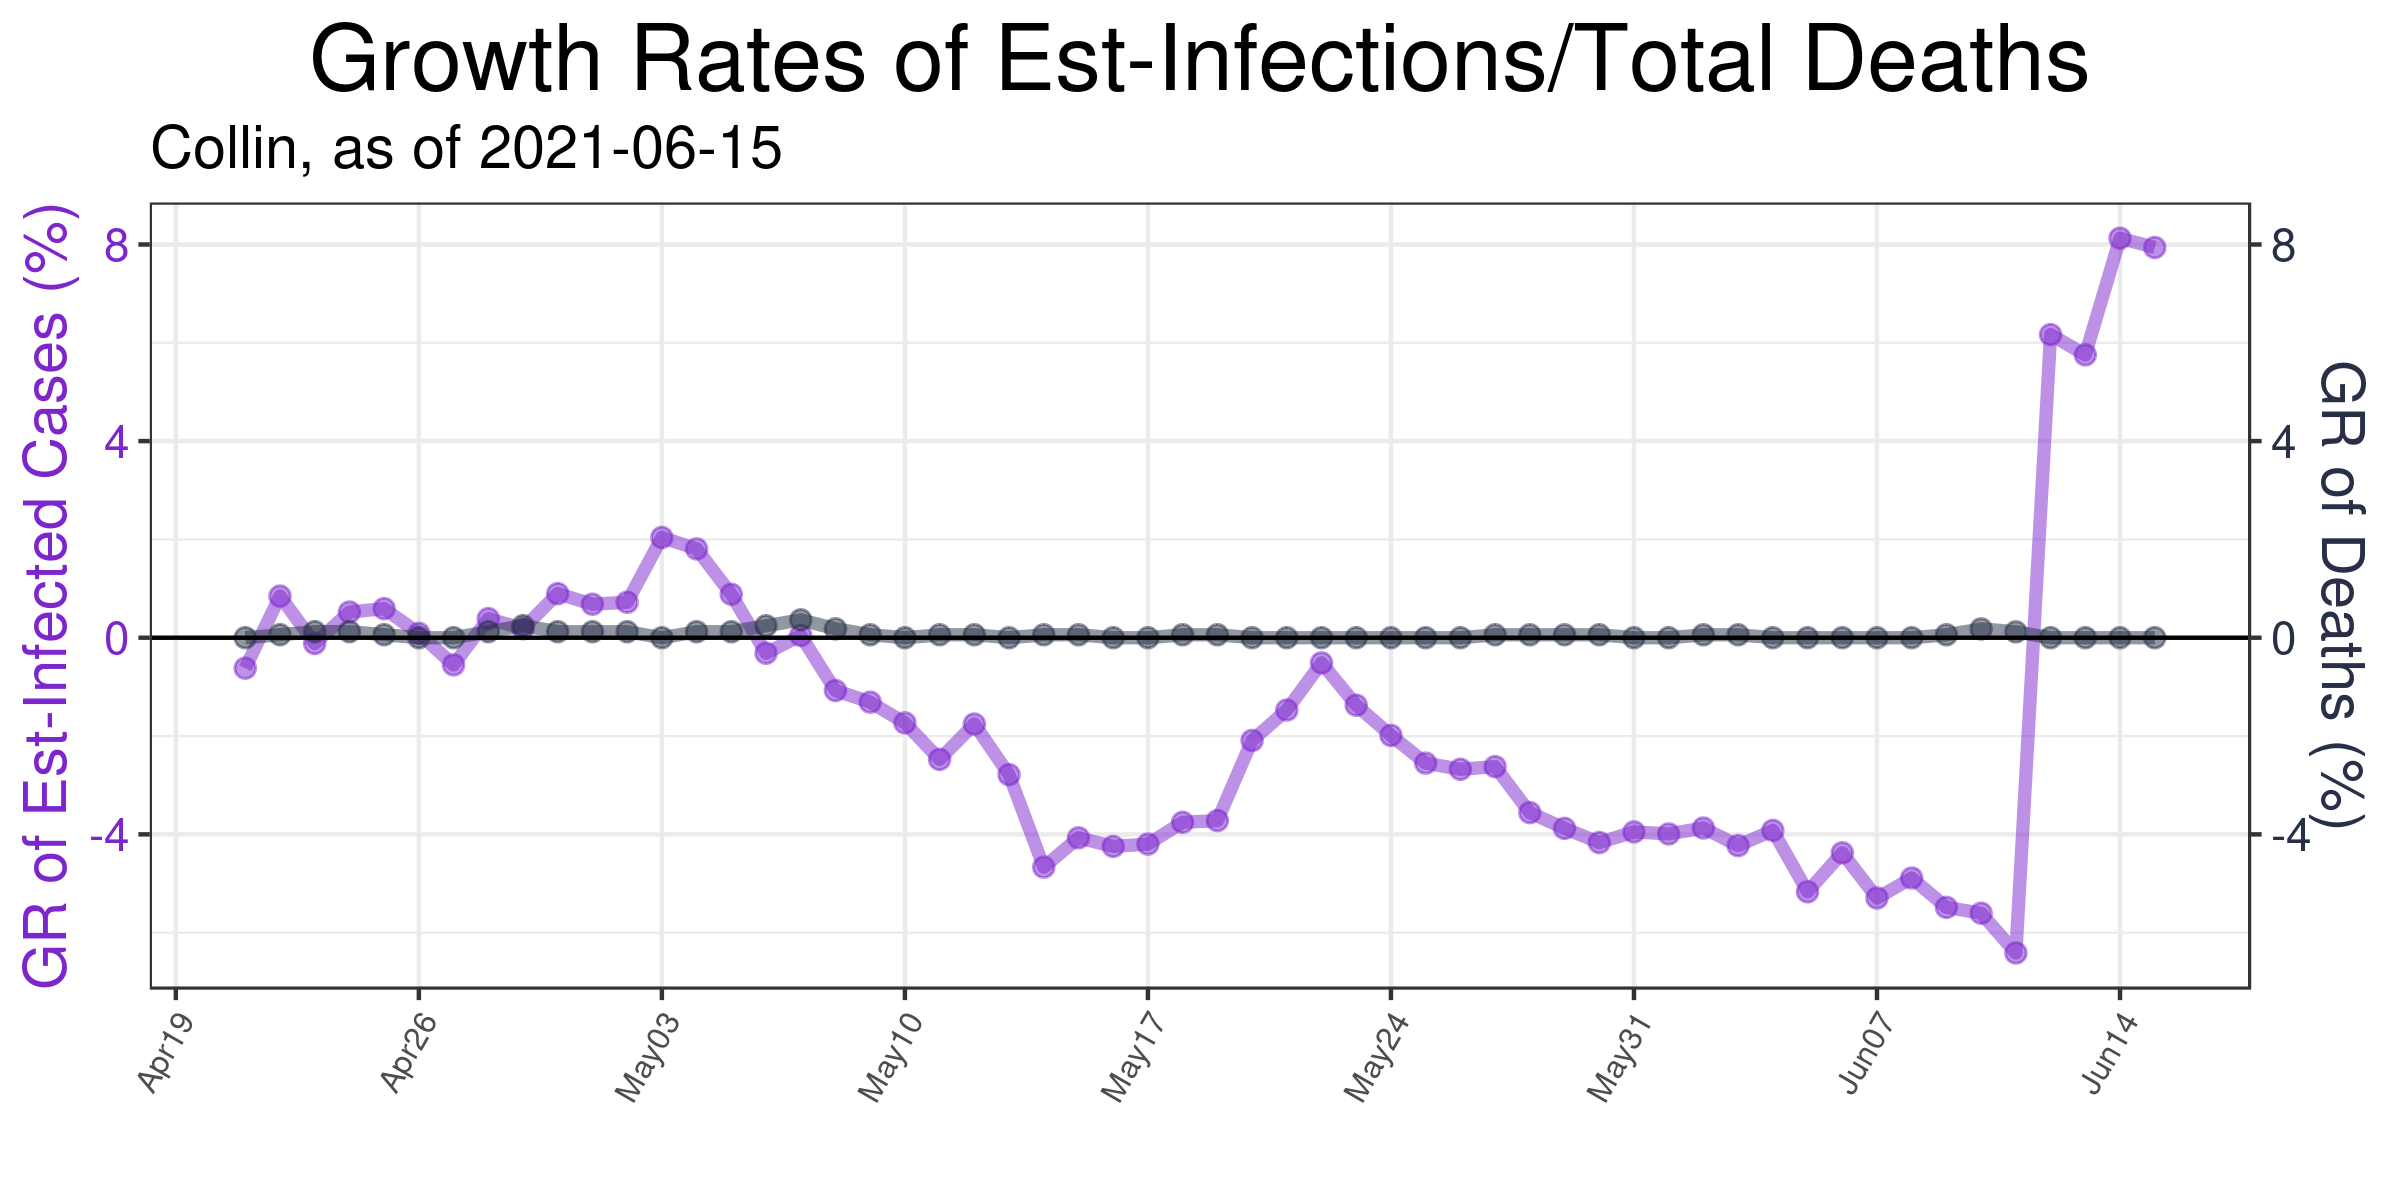 Growth Rates of Est-Infections/Total Deaths
Collin, as of 2021-06-15
GR of Est-Infected Cases (%)
8
4
0
-4
8
4
0
-4
GR of Deaths (%)
Apr19
Apr26
May03
May10
May17
May24
May31
Jun07
Jun14